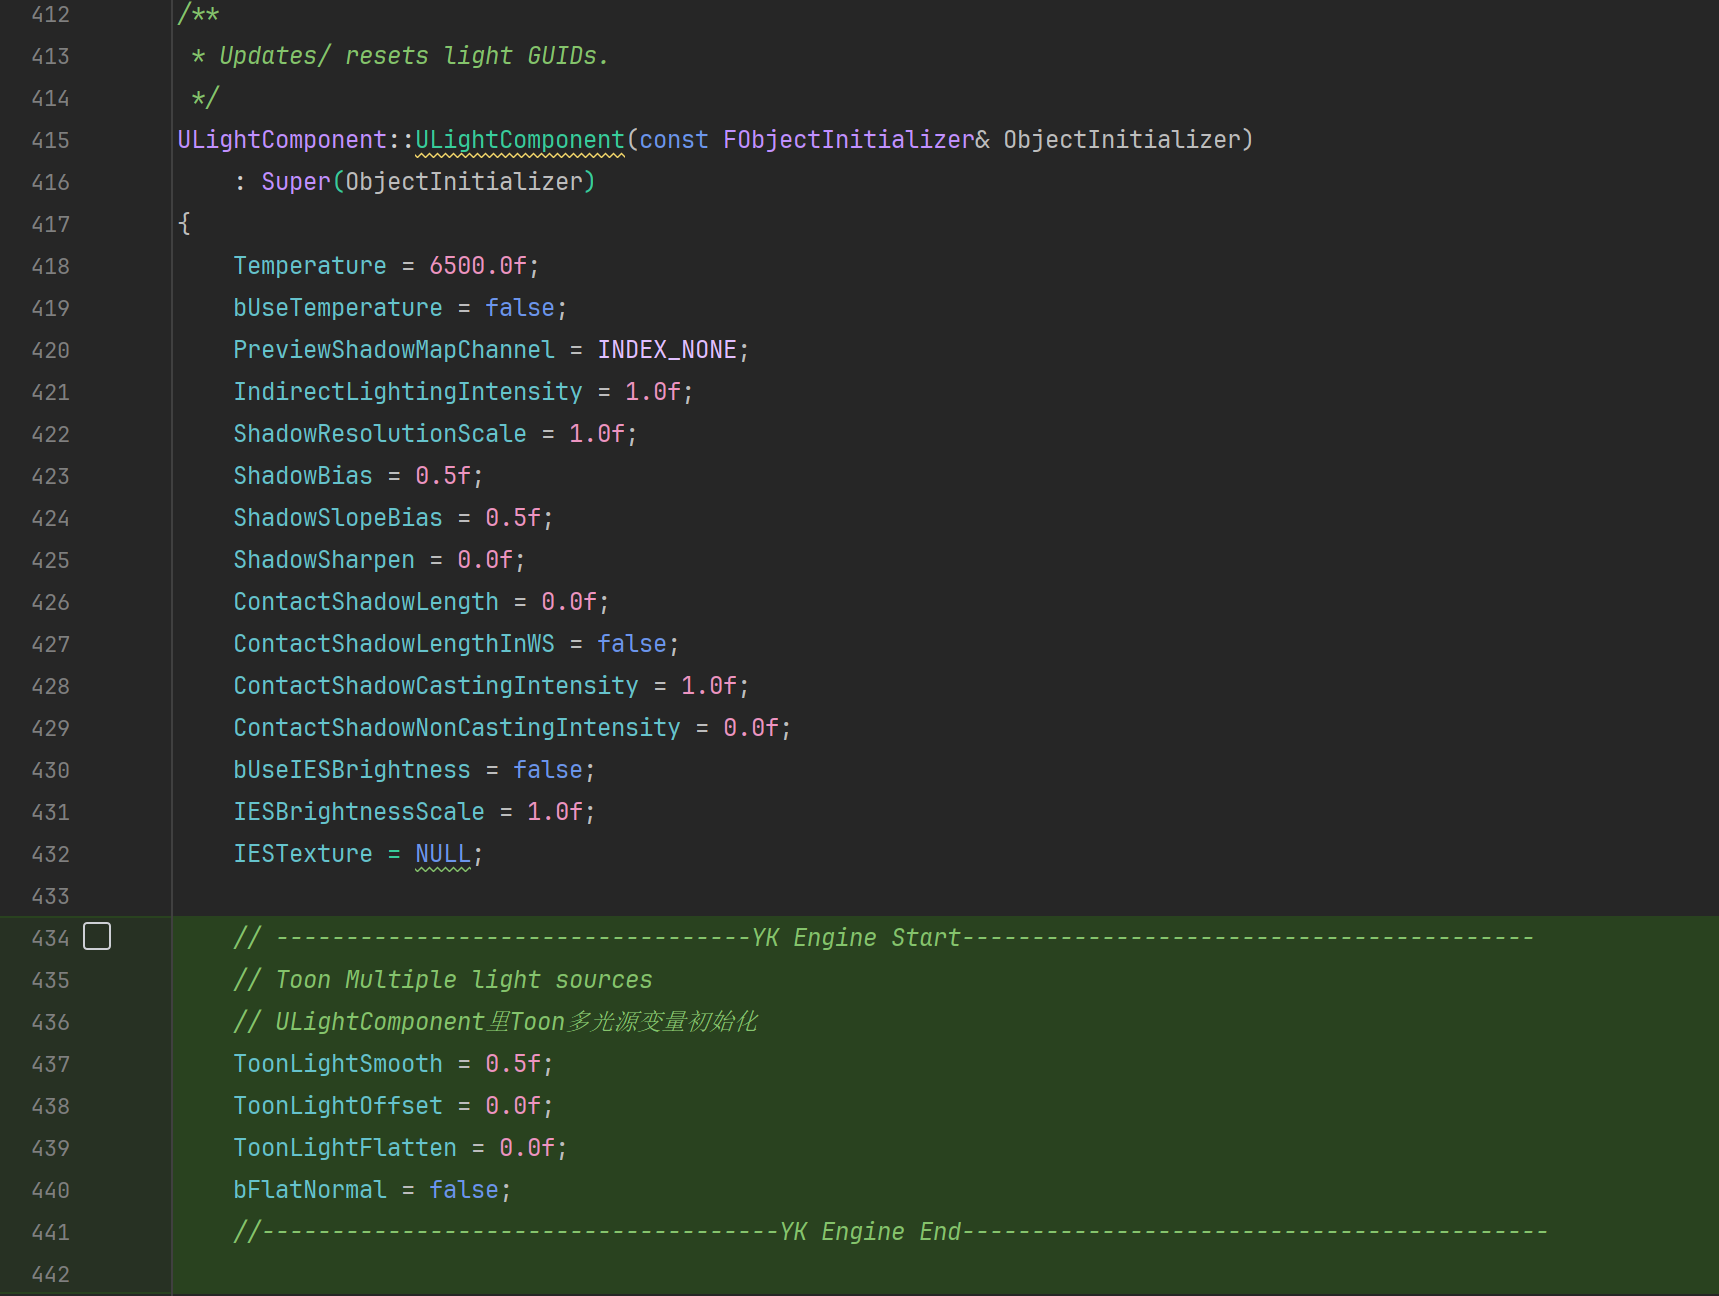 412 /**
413  * Updates/ resets light GUIDs.
414  */
415 ULightComponent::ULightComponent(const FObjectInitializer& ObjectInitializer)
416     : Super(ObjectInitializer)
417 {
418     Temperature = 6500.0f;
419     bUseTemperature = false;
420     PreviewShadowMapChannel = INDEX_NONE;
421     IndirectLightingIntensity = 1.0f;
422     ShadowResolutionScale = 1.0f;
423     ShadowBias = 0.5f;
424     ShadowSlopeBias = 0.5f;
425     ShadowSharpen = 0.0f;
426     ContactShadowLength = 0.0f;
427     ContactShadowLengthInWS = false;
428     ContactShadowCastingIntensity = 1.0f;
429     ContactShadowNonCastingIntensity = 0.0f;
430     bUseIESBrightness = false;
431     IESBrightnessScale = 1.0f;
432     IESTexture = NULL;
433
434     // ----------------------------------YK Engine Start-----------------------------------------
435     // Toon Multiple light sources
436     // ULightComponent里Toon多光源变量初始化
437     ToonLightSmooth = 0.5f;
438     ToonLightOffset = 0.0f;
439     ToonLightFlatten = 0.0f;
440     bFlatNormal = false;
441     //-------------------------------------YK Engine End------------------------------------------
442